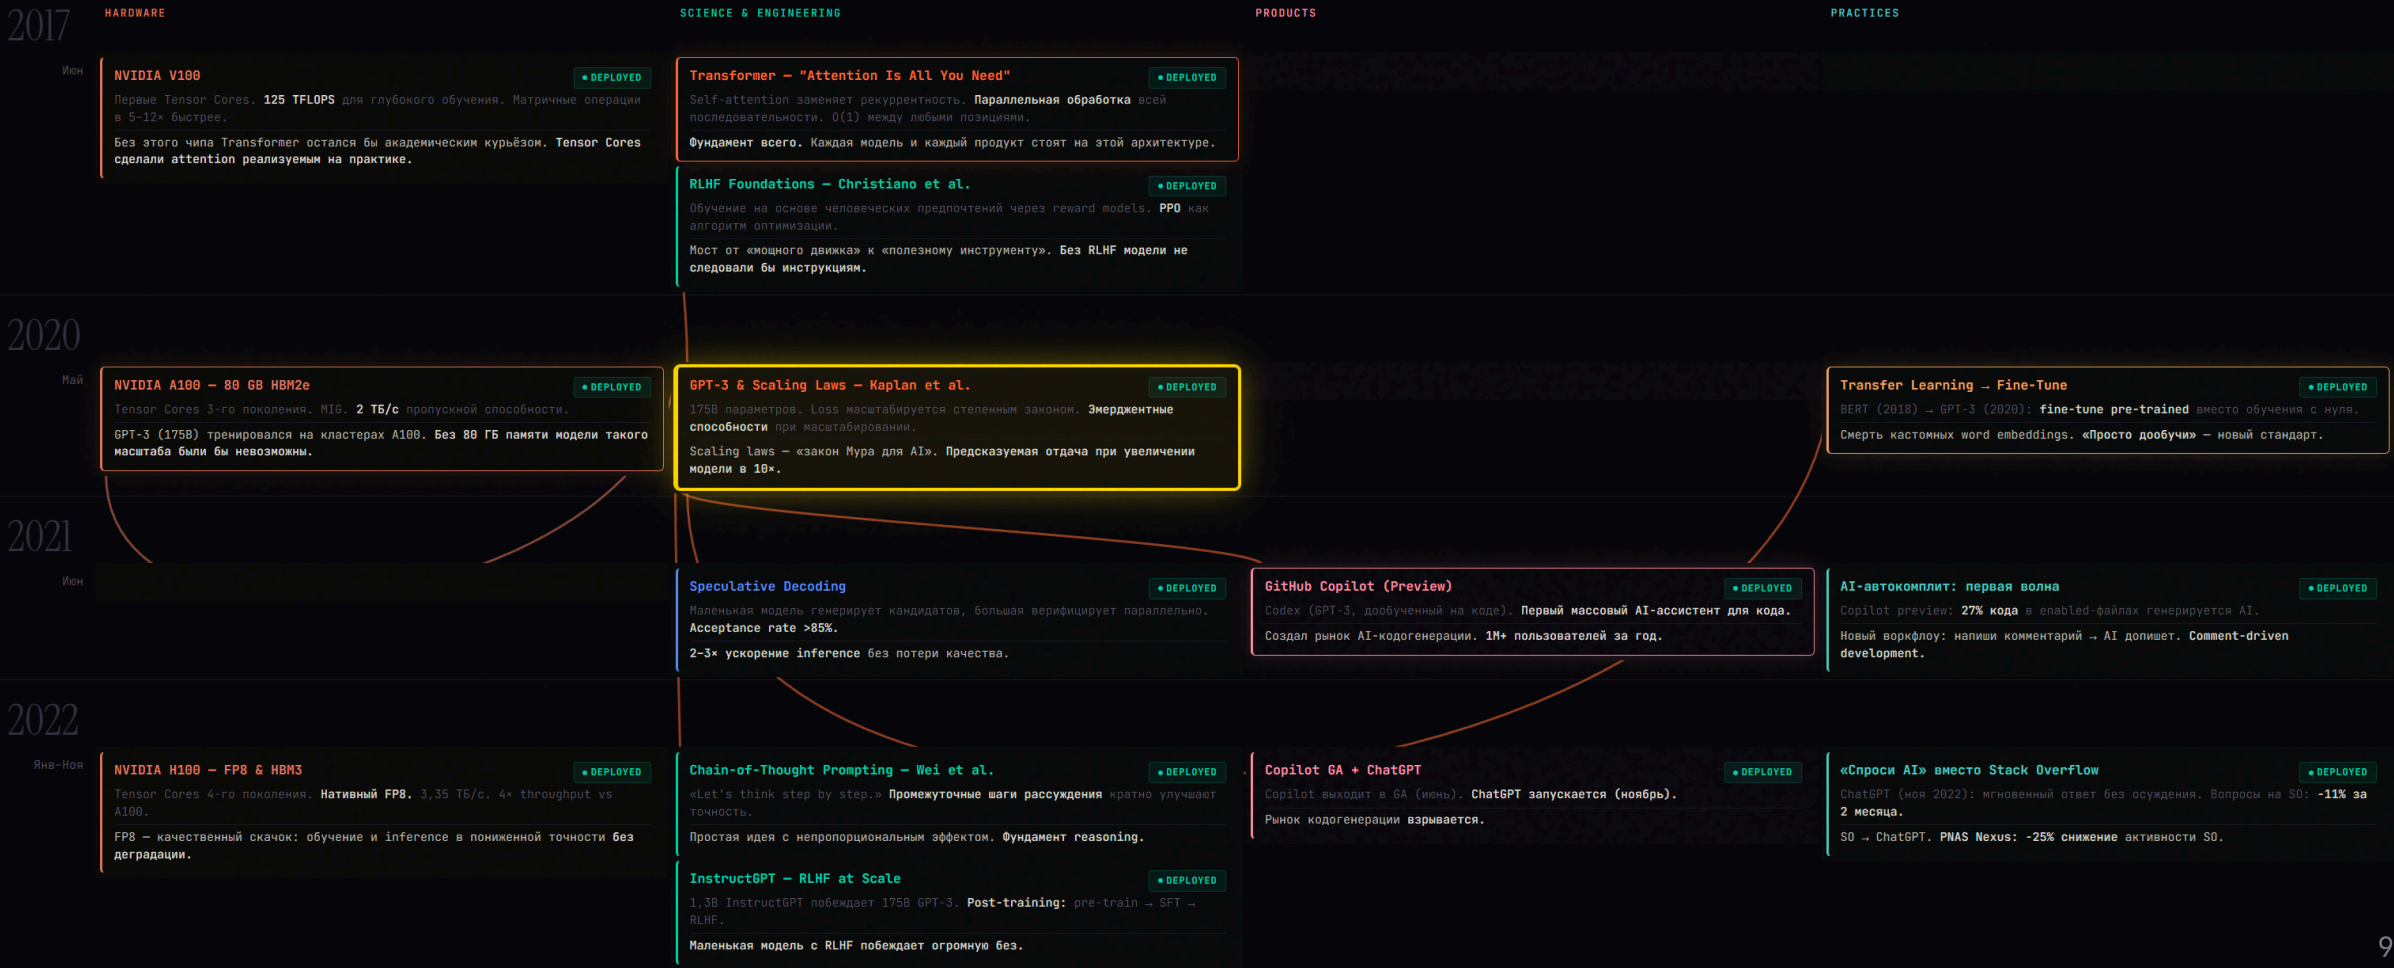 2017
HARDWARE
SCIENCE & ENGINEERING
PRODUCTS
PRACTICES
Июн
NVIDIA V100
DEPLOYED
Первые Tensor Cores. 125 TFLOPS для глубокого обучения. Матричные операции
в 5–12× быстрее.
Без этого чипа Transformer остался бы академическим курьёзом. Tensor Cores
сделали attention реализуемым на практике.
Transformer — "Attention Is All You Need"
DEPLOYED
Self-attention заменяет рекуррентность. Параллельная обработка всей
последовательности. O(1) между любыми позициями.
Фундамент всего. Каждая модель и каждый продукт стоят на этой архитектуре.
RLHF Foundations — Christiano et al.
DEPLOYED
Обучение на основе человеческих предпочтений через reward models. PPO как
алгоритм оптимизации.
Мост от «мощного движка» к «полезному инструменту». Без RLHF модели не
следовали бы инструкциям.
2020
Май
NVIDIA A100 — 80 GB HBM2e
DEPLOYED
Tensor Cores 3-го поколения. MIG. 2 ТБ/с пропускной способности.
GPT-3 (175B) тренировался на кластерах A100. Без 80 ГБ памяти модели такого
масштаба были бы невозможны.
GPT-3 & Scaling Laws — Kaplan et al.
DEPLOYED
175B параметров. Loss масштабируется степенным законом. Эмерджентные
способности при масштабировании.
Scaling laws — «закон Мура для AI». Предсказуемая отдача при увеличении
модели в 10×.
Transfer Learning → Fine-Tune
DEPLOYED
BERT (2018) → GPT-3 (2020): fine-tune pre-trained вместо обучения с нуля.
Смерть кастомных word embeddings. «Просто дообучи» — новый стандарт.
2021
Июн
Speculative Decoding
DEPLOYED
Маленькая модель генерирует кандидатов, большая верифицирует параллельно.
Acceptance rate >85%.
2–3× ускорение inference без потери качества.
GitHub Copilot (Preview)
DEPLOYED
Codex (GPT-3, дообученный на коде). Первый массовый AI-ассистент для кода.
Создал рынок AI-кодогенерации. 1M+ пользователей за год.
AI-автокомплит: первая волна
DEPLOYED
Copilot preview: 27% кода в enabled-файлах генерируется AI.
Новый воркфлоу: напиши комментарий → AI допишет. Comment-driven
development.
2022
Янв–Ноя
NVIDIA H100 — FP8 & HBM3
DEPLOYED
Tensor Cores 4-го поколения. Нативный FP8. 3,35 ТБ/с. 4× throughput vs
A100.
FP8 — качественный скачок: обучение и inference в пониженной точности без
деградации.
Chain-of-Thought Prompting — Wei et al.
DEPLOYED
«Let's think step by step.» Промежуточные шаги рассуждения кратно улучшают
точность.
Простая идея с непропорциональным эффектом. Фундамент reasoning.
InstructGPT — RLHF at Scale
DEPLOYED
1,3B InstructGPT побеждает 175B GPT-3. Post-training: pre-train → SFT →
RLHF.
Маленькая модель с RLHF побеждает огромную без.
Copilot GA + ChatGPT
DEPLOYED
Copilot выходит в GA (июнь). ChatGPT запускается (ноябрь).
Рынок кодогенерации взрывается.
«Спроси AI» вместо Stack Overflow
DEPLOYED
ChatGPT (ноя 2022): мгновенный ответ без осуждения. Вопросы на SO: -11% за
2 месяца.
SO → ChatGPT. PNAS Nexus: -25% снижение активности SO.
9